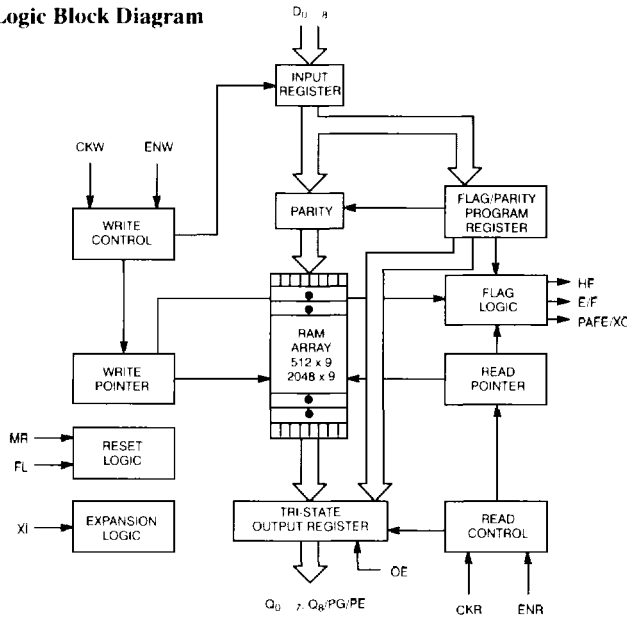 Logic Block Diagram
D0 8
INPUT
REGISTER
CKW ENW
WRITE
CONTROL
PARITY
FLAG/PARITY
PROGRAM
REGISTER
FLAG
LOGIC
HF
E/F
PAFE/XO
RAM
ARRAY
512 x 9
2048 x 9
WRITE
POINTER
READ
POINTER
MR
FL
RESET
LOGIC
XI
EXPANSION
LOGIC
TRI-STATE
OUTPUT REGISTER
READ
CONTROL
OE
Q0 7, Q8/PG/PE
CKR ENR